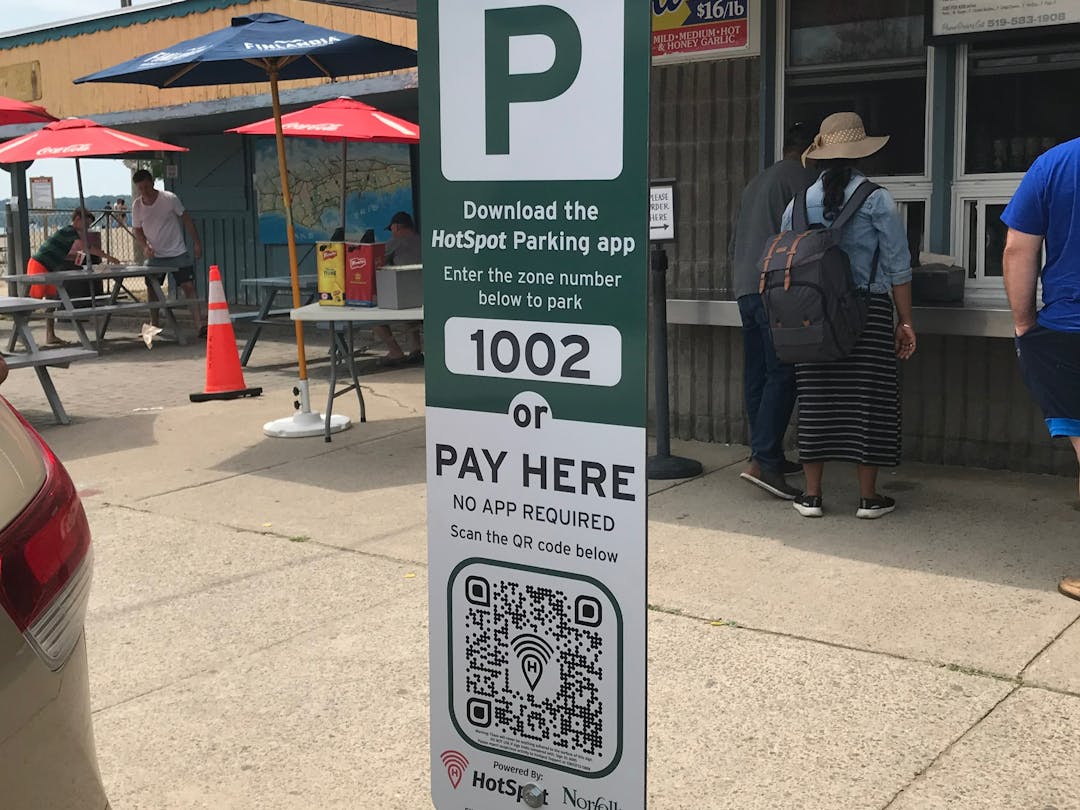 P
Download the
HotSpot Parking app
Enter the zone number
below to park
1002
or
PAY HERE
NO APP REQUIRED
Scan the QR code below
H
Powered By:
HotSpot
Norfolk
FINLANDIA
Coca-Cola
Coca-Cola
$16/lb
MILD • MEDIUM • HOT
& HONEY GARLIC
519-583-1908
PLEASE
ORDER
HERE